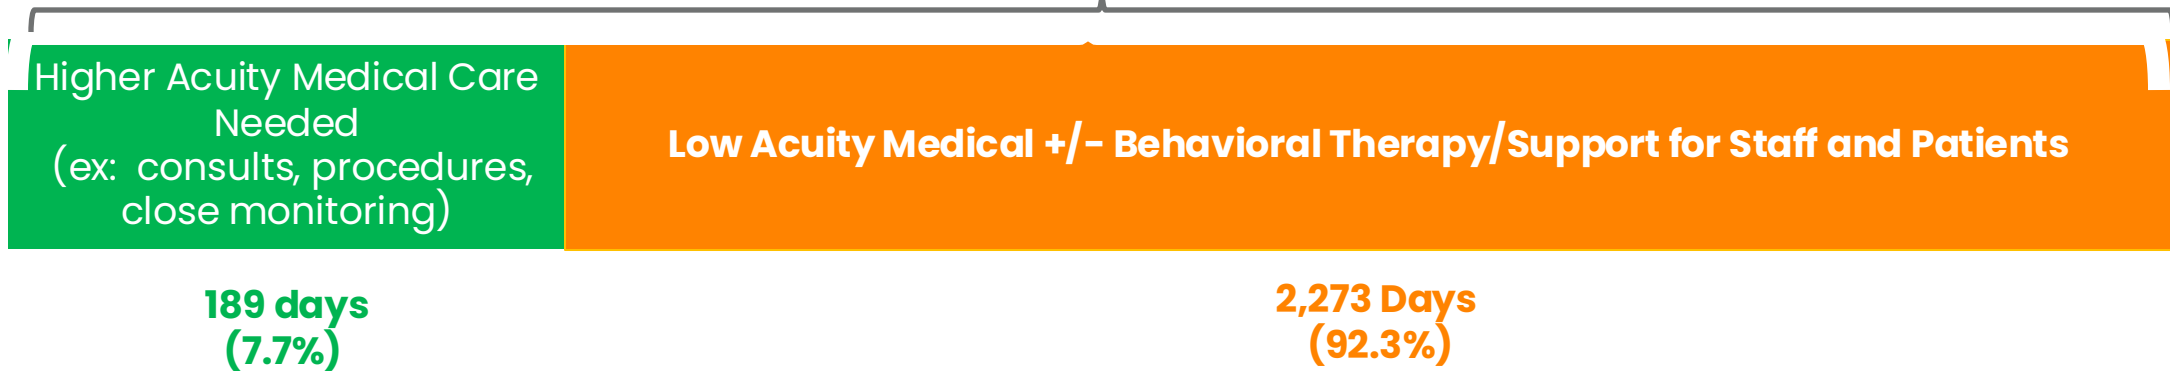 Higher Acuity Medical Care
Needed
(ex:  consults, procedures,
close monitoring)
Low Acuity Medical +/- Behavioral Therapy/Support for Staff and Patients
189 days
(7.7%)
2,273 Days
(92.3%)